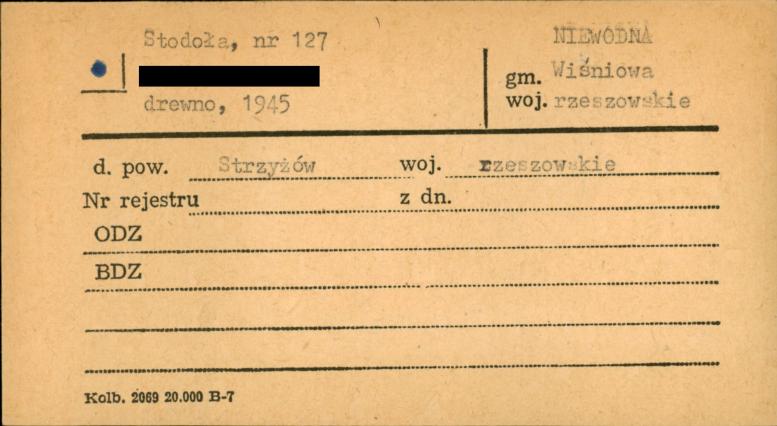 Stodoła, nr 127
drewno, 1945
NIEWODNA
gm. Wiśniowa
woj. rzeszowskie
d. pow. Strzyżów woj. rzeszowskie
Nr rejestru z dn.
ODZ
BDZ
Kolb. 2069 20.000 B-7